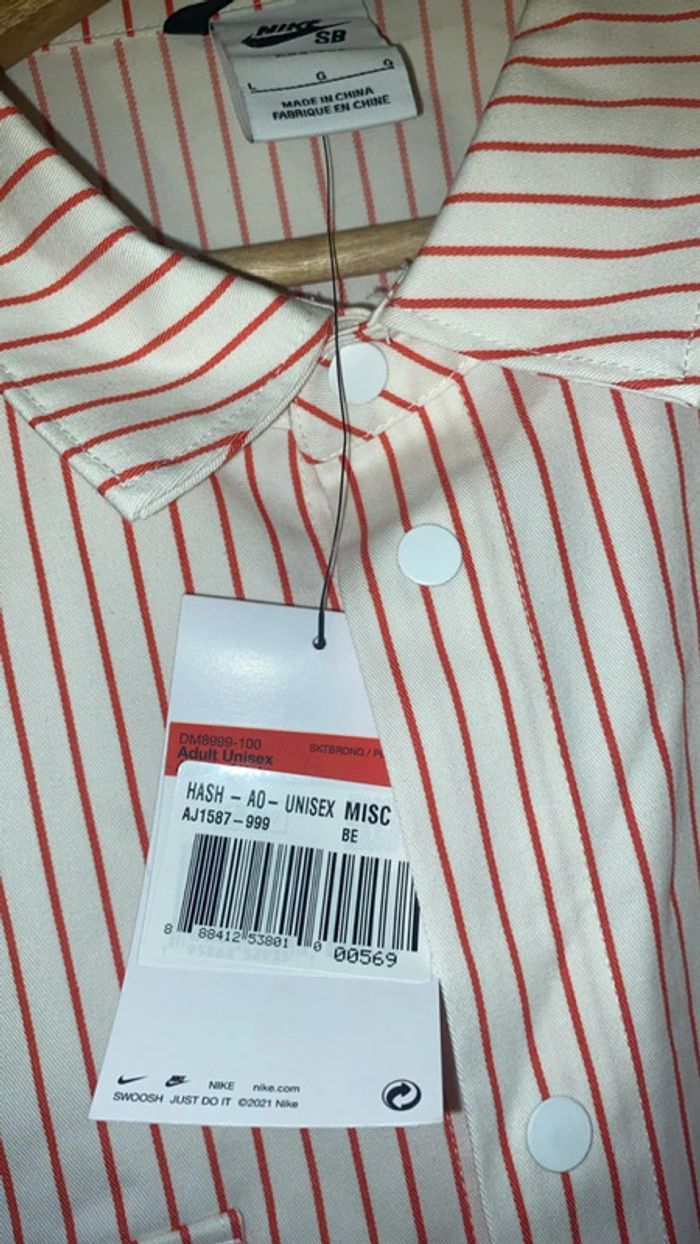 NIKE
SB
L G G
MADE IN CHINA
FABRIQUE EN CHINE
DM8999-100
SKTBRDNG / P
Adult Unisex
HASH - AO - UNISEX MISC
AJ1587-999
BE
8 88412 53801 0
00569
NIKE nike.com
SWOOSH JUST DO IT ©2021 Nike